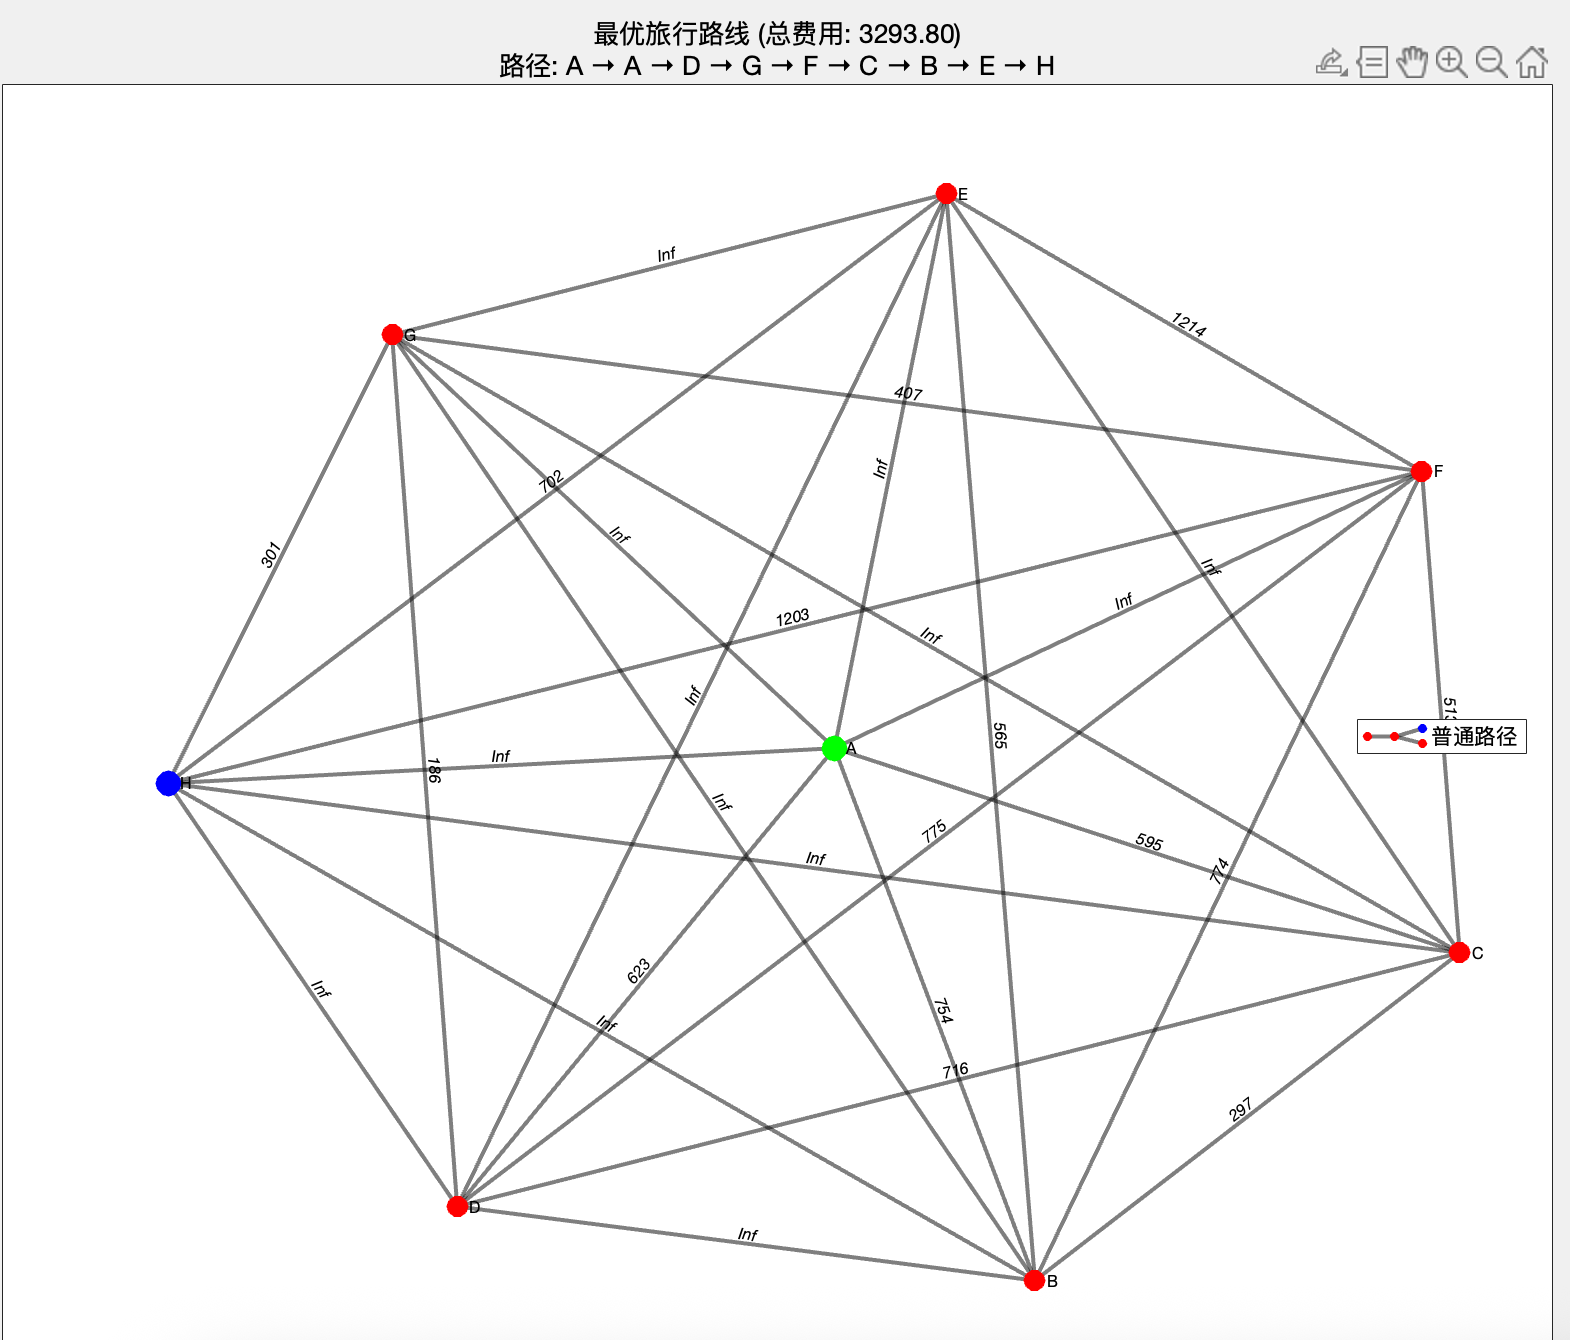 最优旅行路线 (总费用: 3293.80)
路径: A → A → D → G → F → C → B → E → H
E
Inf
G
1214
407
Inf
F
702
Inf
301
Inf
Inf
1203
Inf
Inf
565
普通路径
A
Inf
186
H
Inf
775
595
Inf
774
C
623
Inf
754
Inf
716
297
D
Inf
B